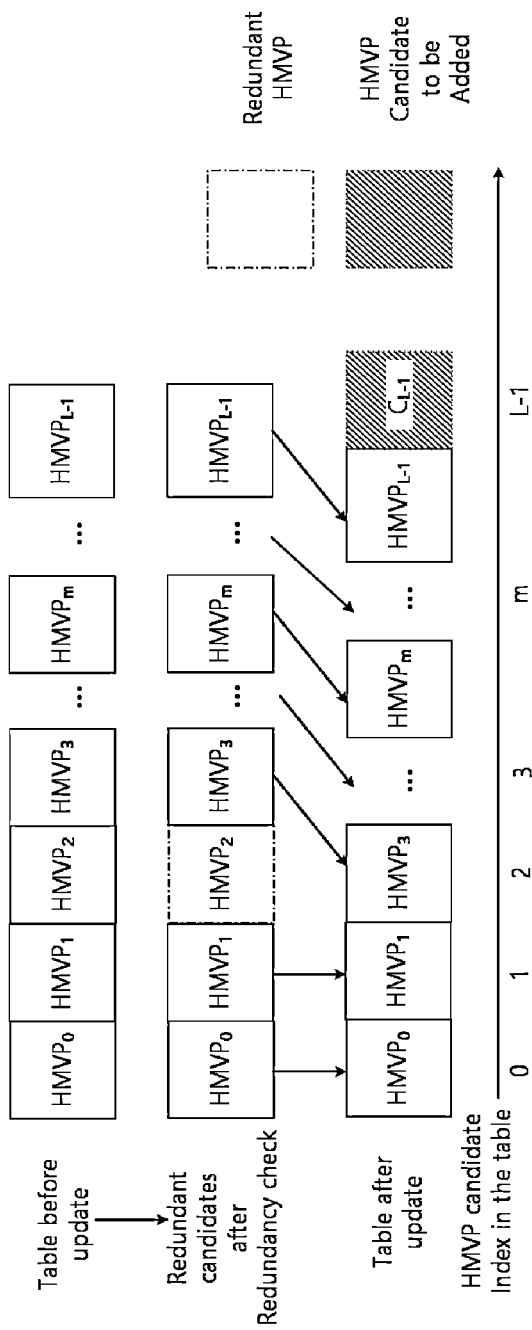 Table before
update
HMVP0
HMVP1
HMVP2
HMVP3
...
HMVPm
...
HMVPL-1
Redundant
candidates
after
Redundancy check
HMVP0
HMVP1
HMVP2
HMVP3
...
HMVPm
...
HMVPL-1
Redundant
HMVP
Table after
update
HMVP0
HMVP1
HMVP3
...
HMVPm
...
HMVPL-1
CL-1
HMVP
Candidate
to be
Added
HMVP candidate
Index in the table
0
1
2
3
m
L-1